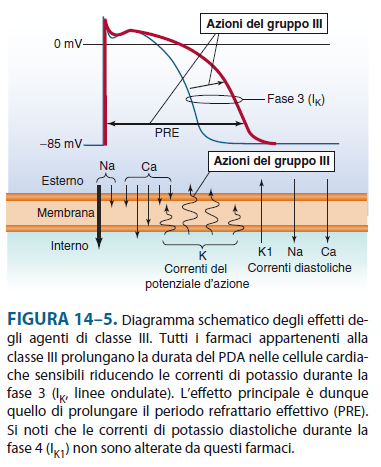 Azioni del gruppo III
0 mV
Fase 3 (IK)
PRE
–85 mV
Na Ca
Azioni del gruppo III
Esterno
Membrana
Interno
K
K1 Na Ca
Correnti del
potenziale d'azione
Correnti diastoliche
FIGURA 14–5. Diagramma schematico degli effetti de-
gli agenti di classe III. Tutti i farmaci appartenenti alla
classe III prolungano la durata del PDA nelle cellule cardia-
che sensibili riducendo le correnti di potassio durante la
fase 3 (IK, linee ondulate). L'effetto principale è dunque
quello di prolungare il periodo refrattario effettivo (PRE).
Si noti che le correnti di potassio diastoliche durante la
fase 4 (IK1) non sono alterate da questi farmaci.